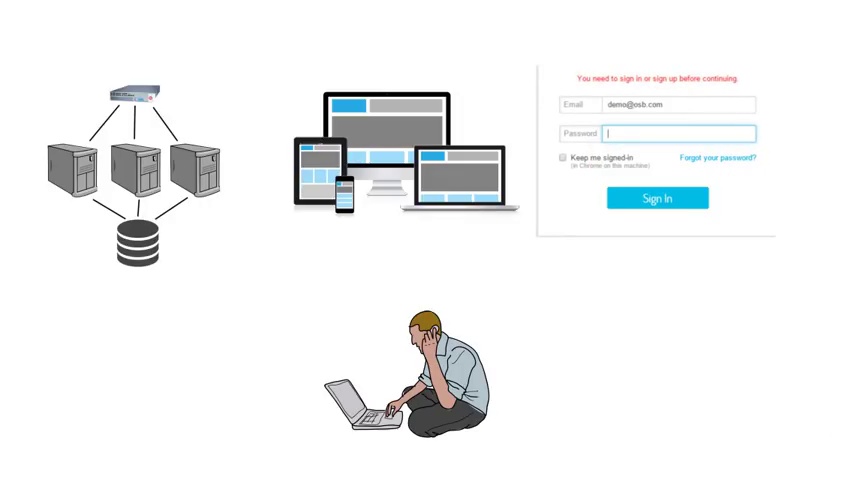 You need to sign in or sign up before continuing.
Email demo@osb.com
Password
Keep me signed-in Forgot your password?
(in Chrome on this machine)
Sign In